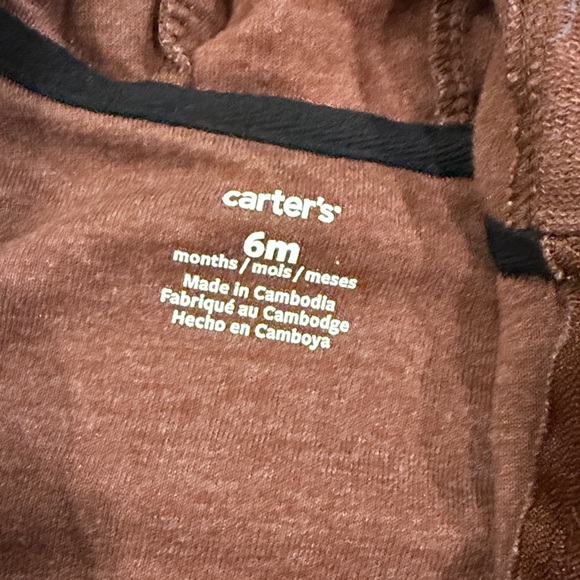 carter's
6m
months / mois / meses
Made in Cambodia
Fabriqué au Cambodge
Hecho en Camboya